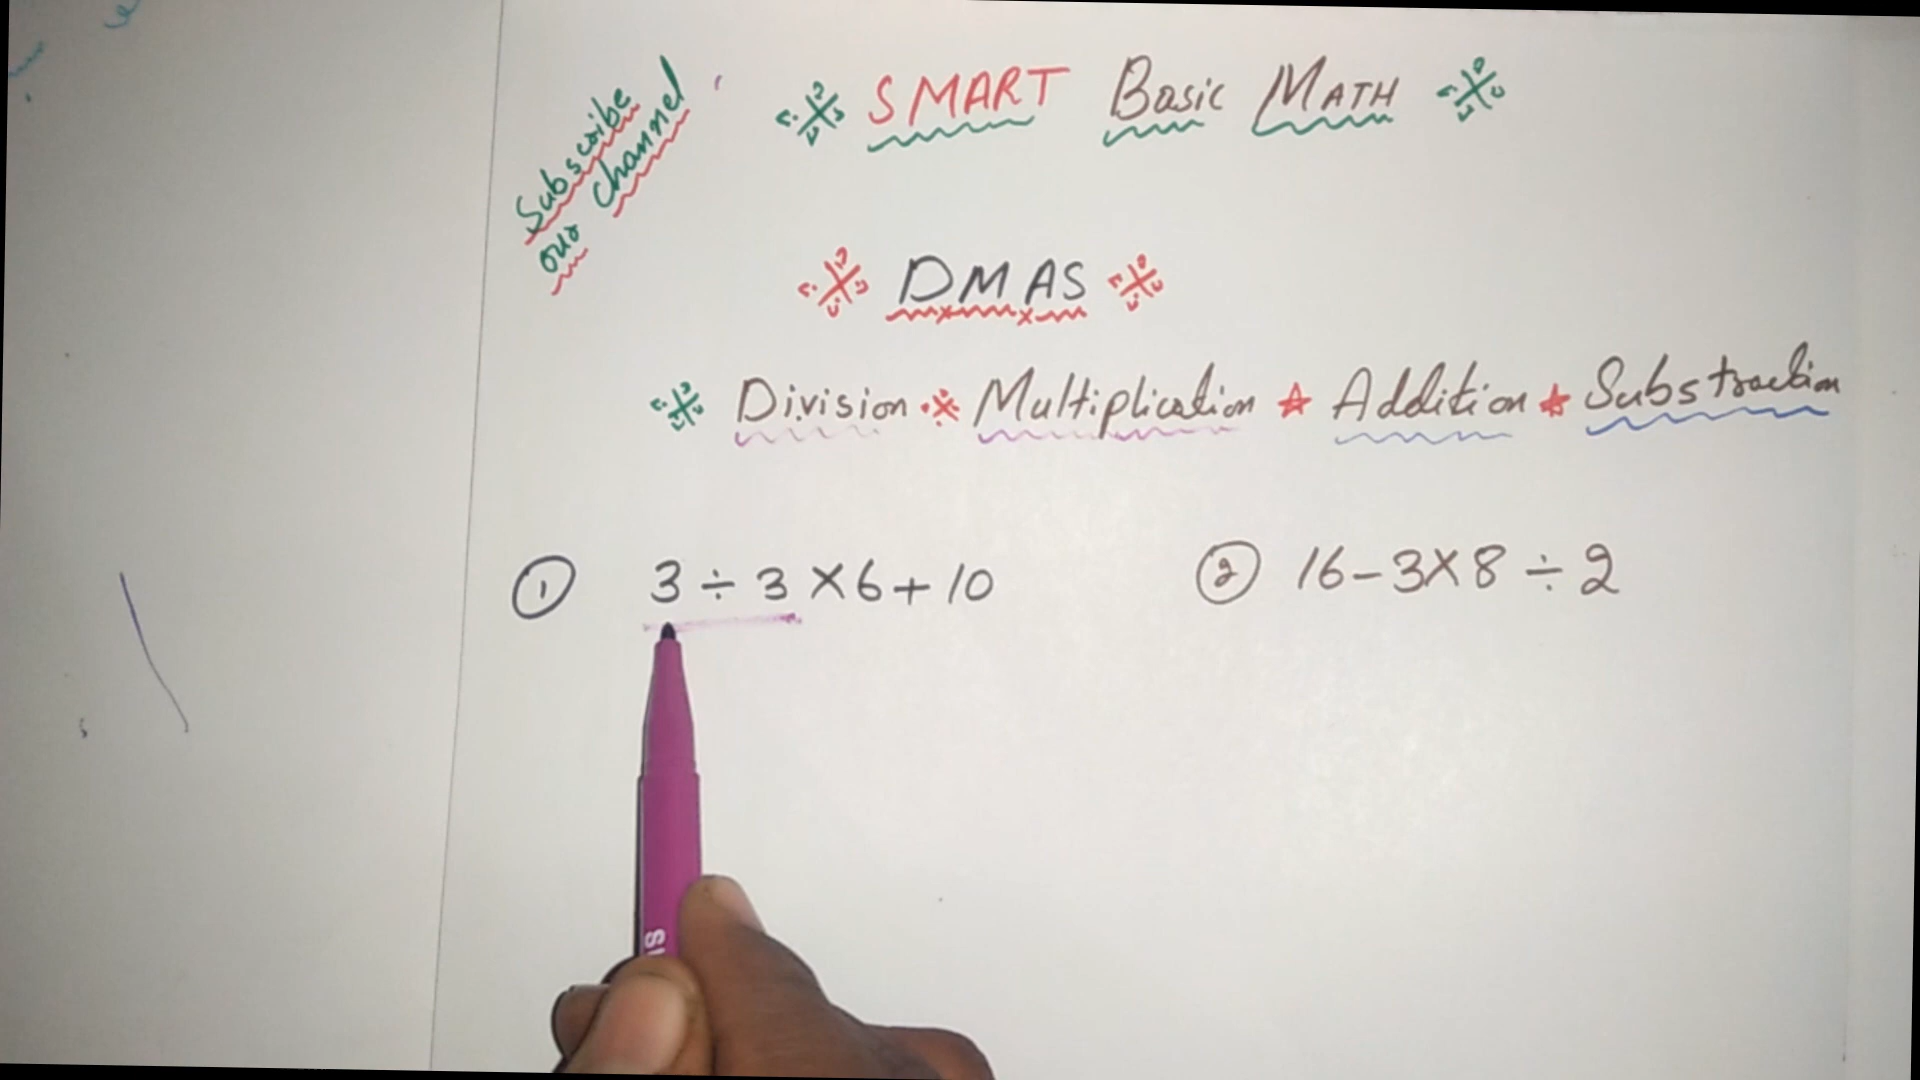 Subscribe
our channel
SMART Basic MATH
DMAS
Division Multiplication Addition Substraction
① 3 ÷ 3 × 6 + 10
② 16 - 3 × 8 ÷ 2